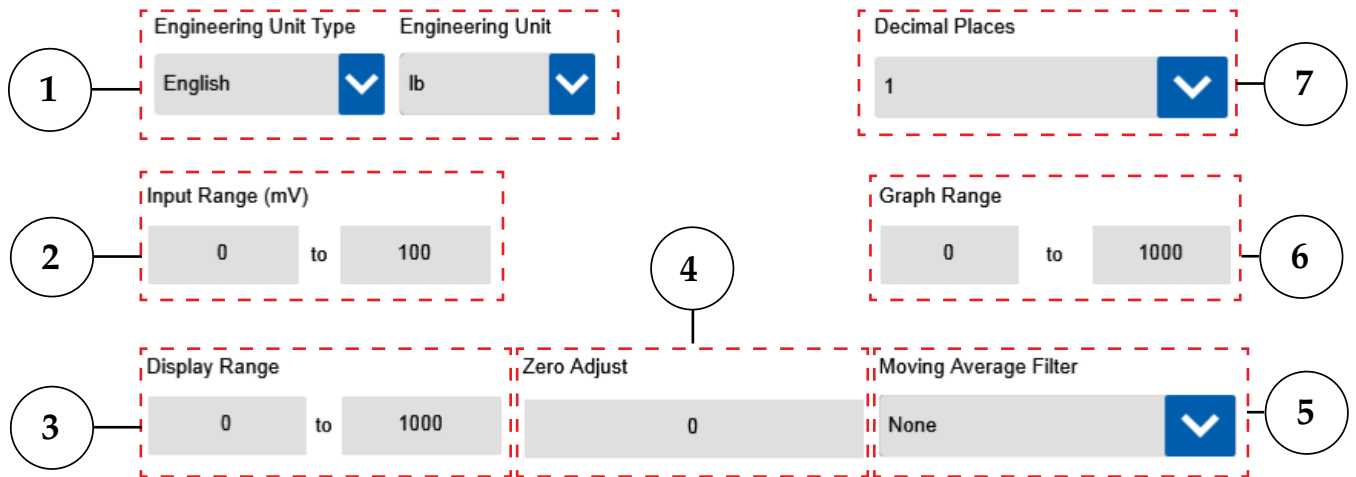 Engineering Unit Type Engineering Unit Decimal Places
1 English lb 1 7
Input Range (mV) Graph Range
2 0 to 100 4 0 to 1000 6
Display Range Zero Adjust Moving Average Filter
3 0 to 1000 0 None 5